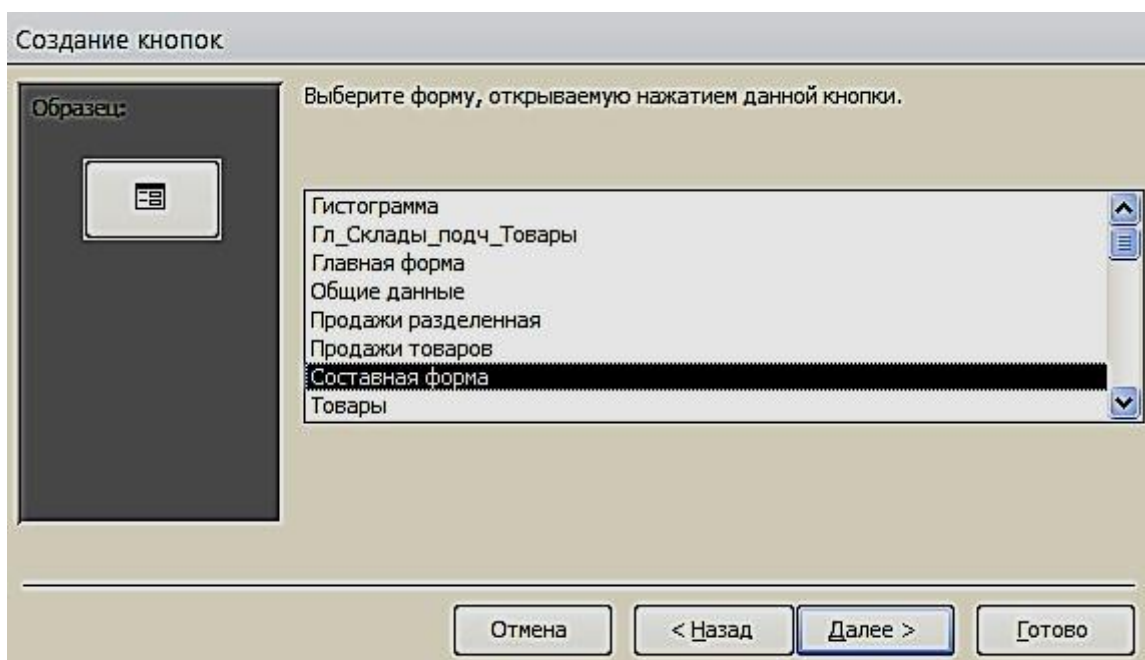 Создание кнопок
Образец:
Выберите форму, открываемую нажатием данной кнопки.
Гистограмма
Гл_Склады_подч_Товары
Главная форма
Общие данные
Продажи разделенная
Продажи товаров
Составная форма
Товары
Отмена
< Назад
Далее >
Готово